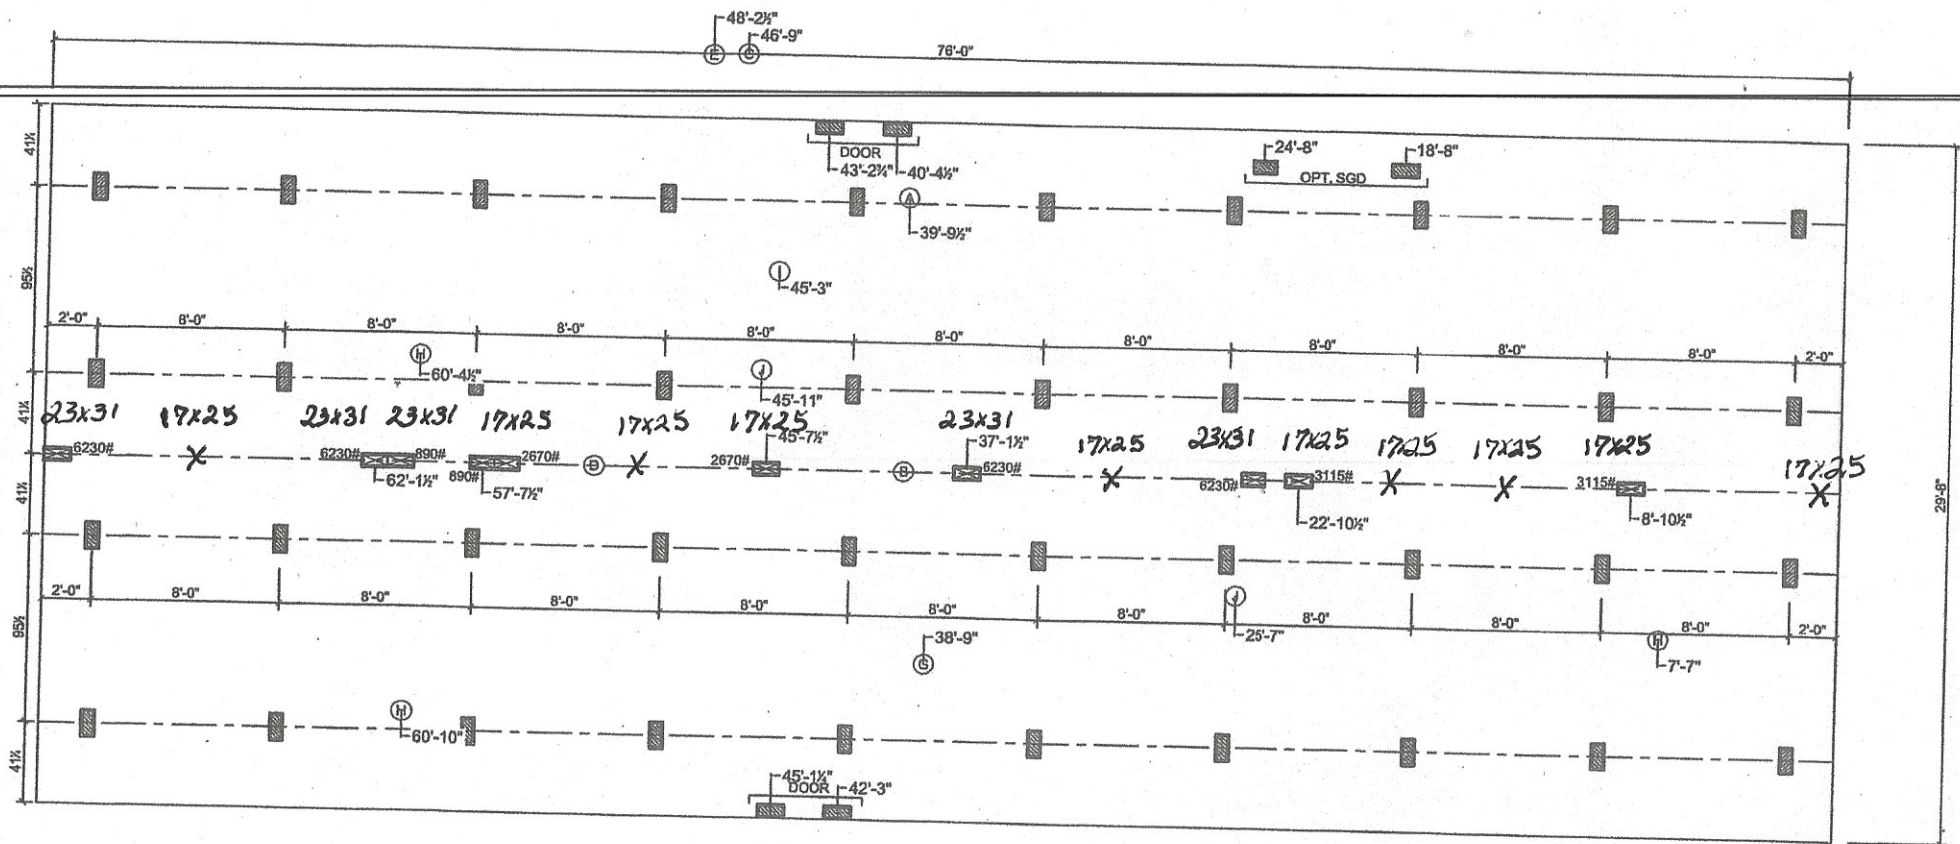 48'-2½"
46'-9"
E C
76'-0"
41¼
DOOR
43'-2¾" 40'-4½"
24'-8" 18'-8"
OPT. SGD
A
39'-9½"
I
45'-3"
95½
2'-0" 8'-0" 8'-0" 8'-0" 8'-0" 8'-0" 8'-0" 8'-0" 8'-0" 8'-0" 2'-0"
H
60'-4½"
J
45'-11"
41¼
23x31 17x25 23x31 23x31 17x25 17x25 17x25 23x31 17x25 23x31 17x25 17x25 17x25 17x25 17x25
45'-7½" 37'-1½"
6230# X 6230# 890# 890# 2670# D X 2670# B 6230# X 6230# 3115# X X 3115# X
62'-1½" 57'-7½" 22'-10½" 8'-10½"
41¼
29'-8"
2'-0" 8'-0" 8'-0" 8'-0" 8'-0" 8'-0" 8'-0" 8'-0" 8'-0" 8'-0" 2'-0"
J
25'-7"
95½
38'-9"
H
7'-7"
H
60'-10"
41¼
45'-1¼"
DOOR 42'-3"